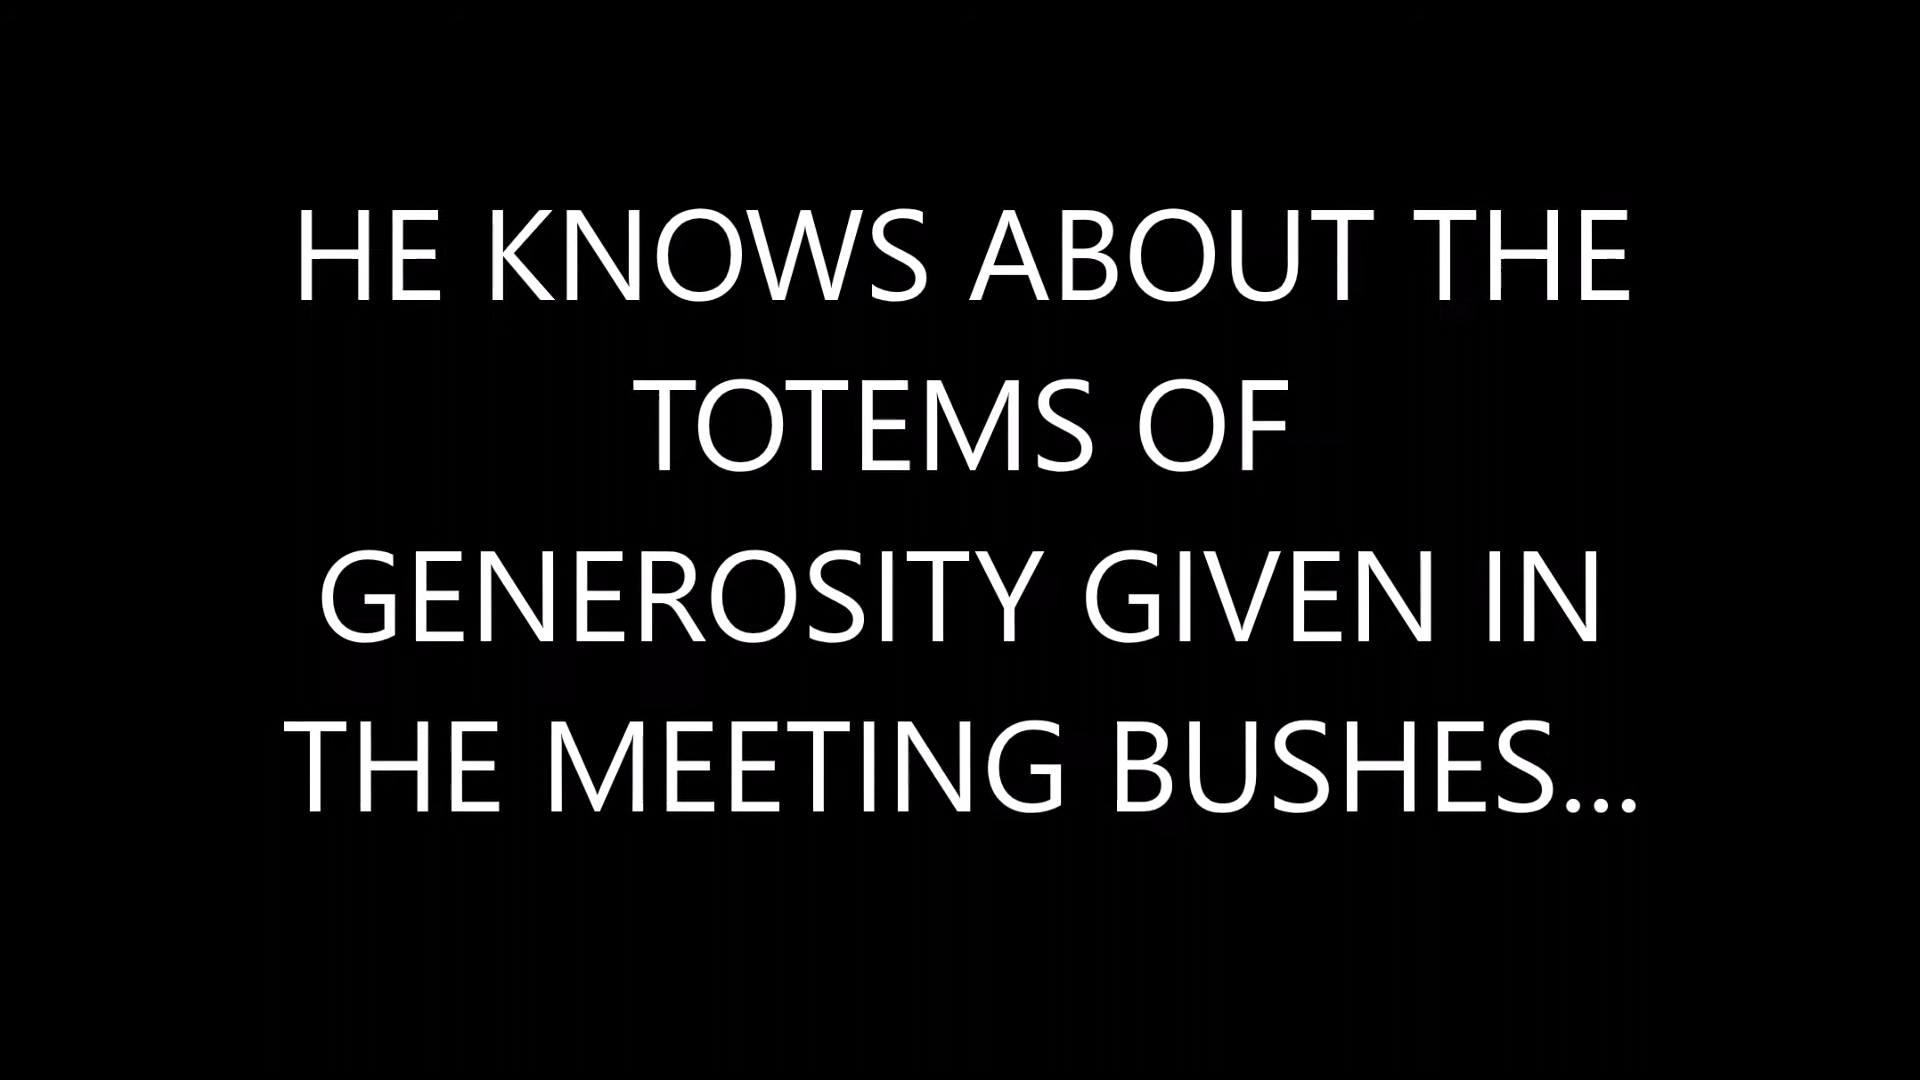 HE KNOWS ABOUT THE
TOTEMS OF
GENEROSITY GIVEN IN
THE MEETING BUSHES...